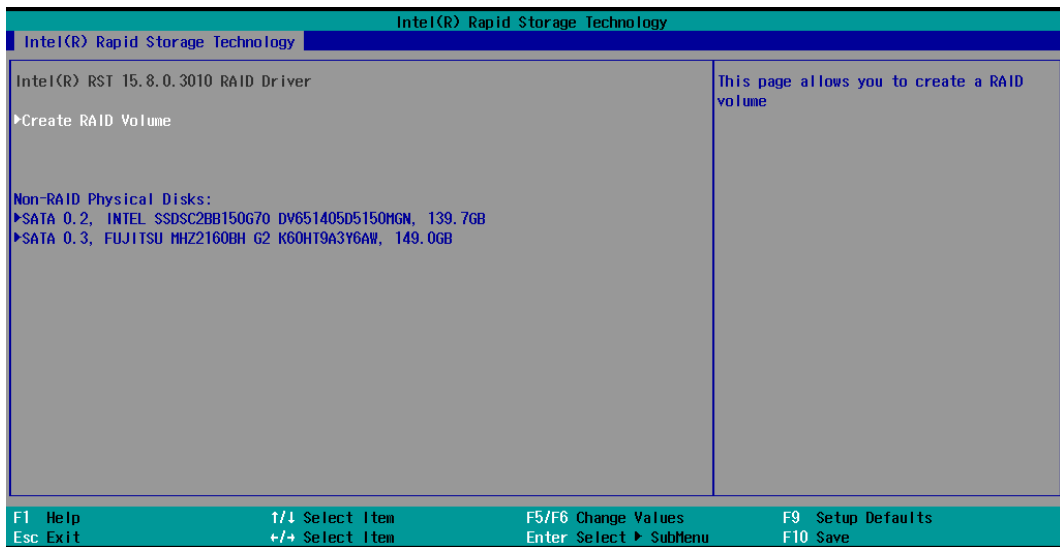 Intel(R) Rapid Storage Technology
Intel(R) Rapid Storage Technology
Intel(R) RST 15.8.0.3010 RAID Driver
▶Create RAID Volume
Non-RAID Physical Disks:
▶SATA 0.2, INTEL SSDSC2BB150G70 DV651405D5150MGN, 139.7GB
▶SATA 0.3, FUJITSU MHZ2160BH G2 K60HT9A3Y6AW, 149.0GB
This page allows you to create a RAID
volume
F1 Help ↑/↓ Select Item F5/F6 Change Values F9 Setup Defaults
Esc Exit ←/→ Select Item Enter Select ▶ SubMenu F10 Save